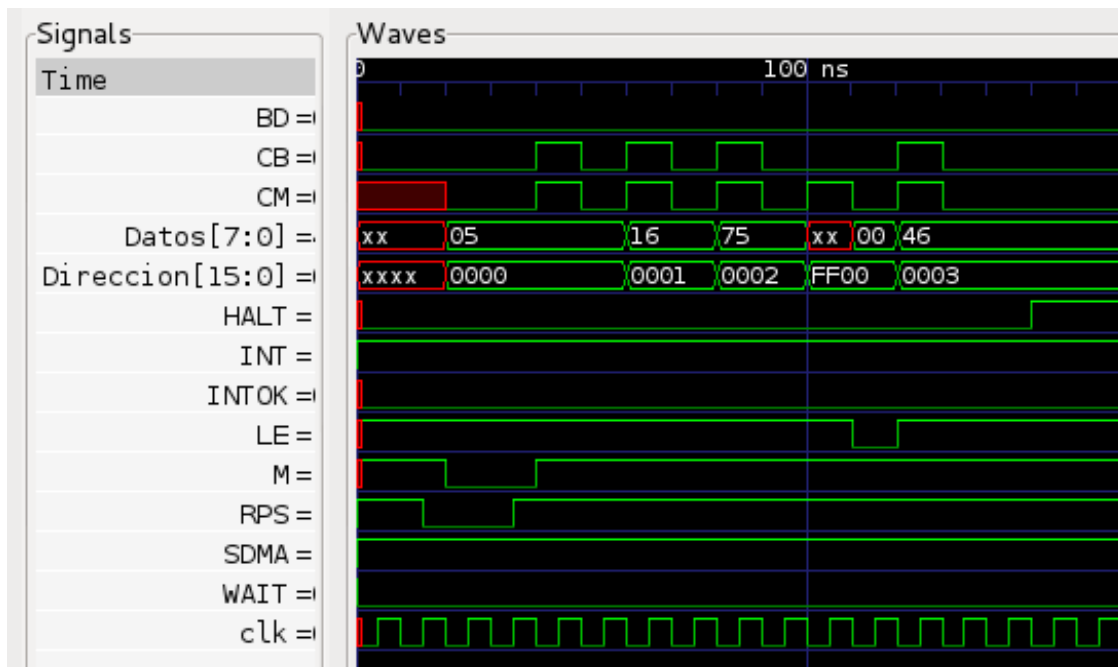 Signals
Waves
Time
0
100 ns
BD =
CB =
CM =
Datos[7:0] =
xx 05 16 75 xx 00 46
Direccion[15:0] =
xxxx 0000 0001 0002 FF00 0003
HALT =
INT =
INTOK =
LE =
M =
RPS =
SDMA =
WAIT =
clk =